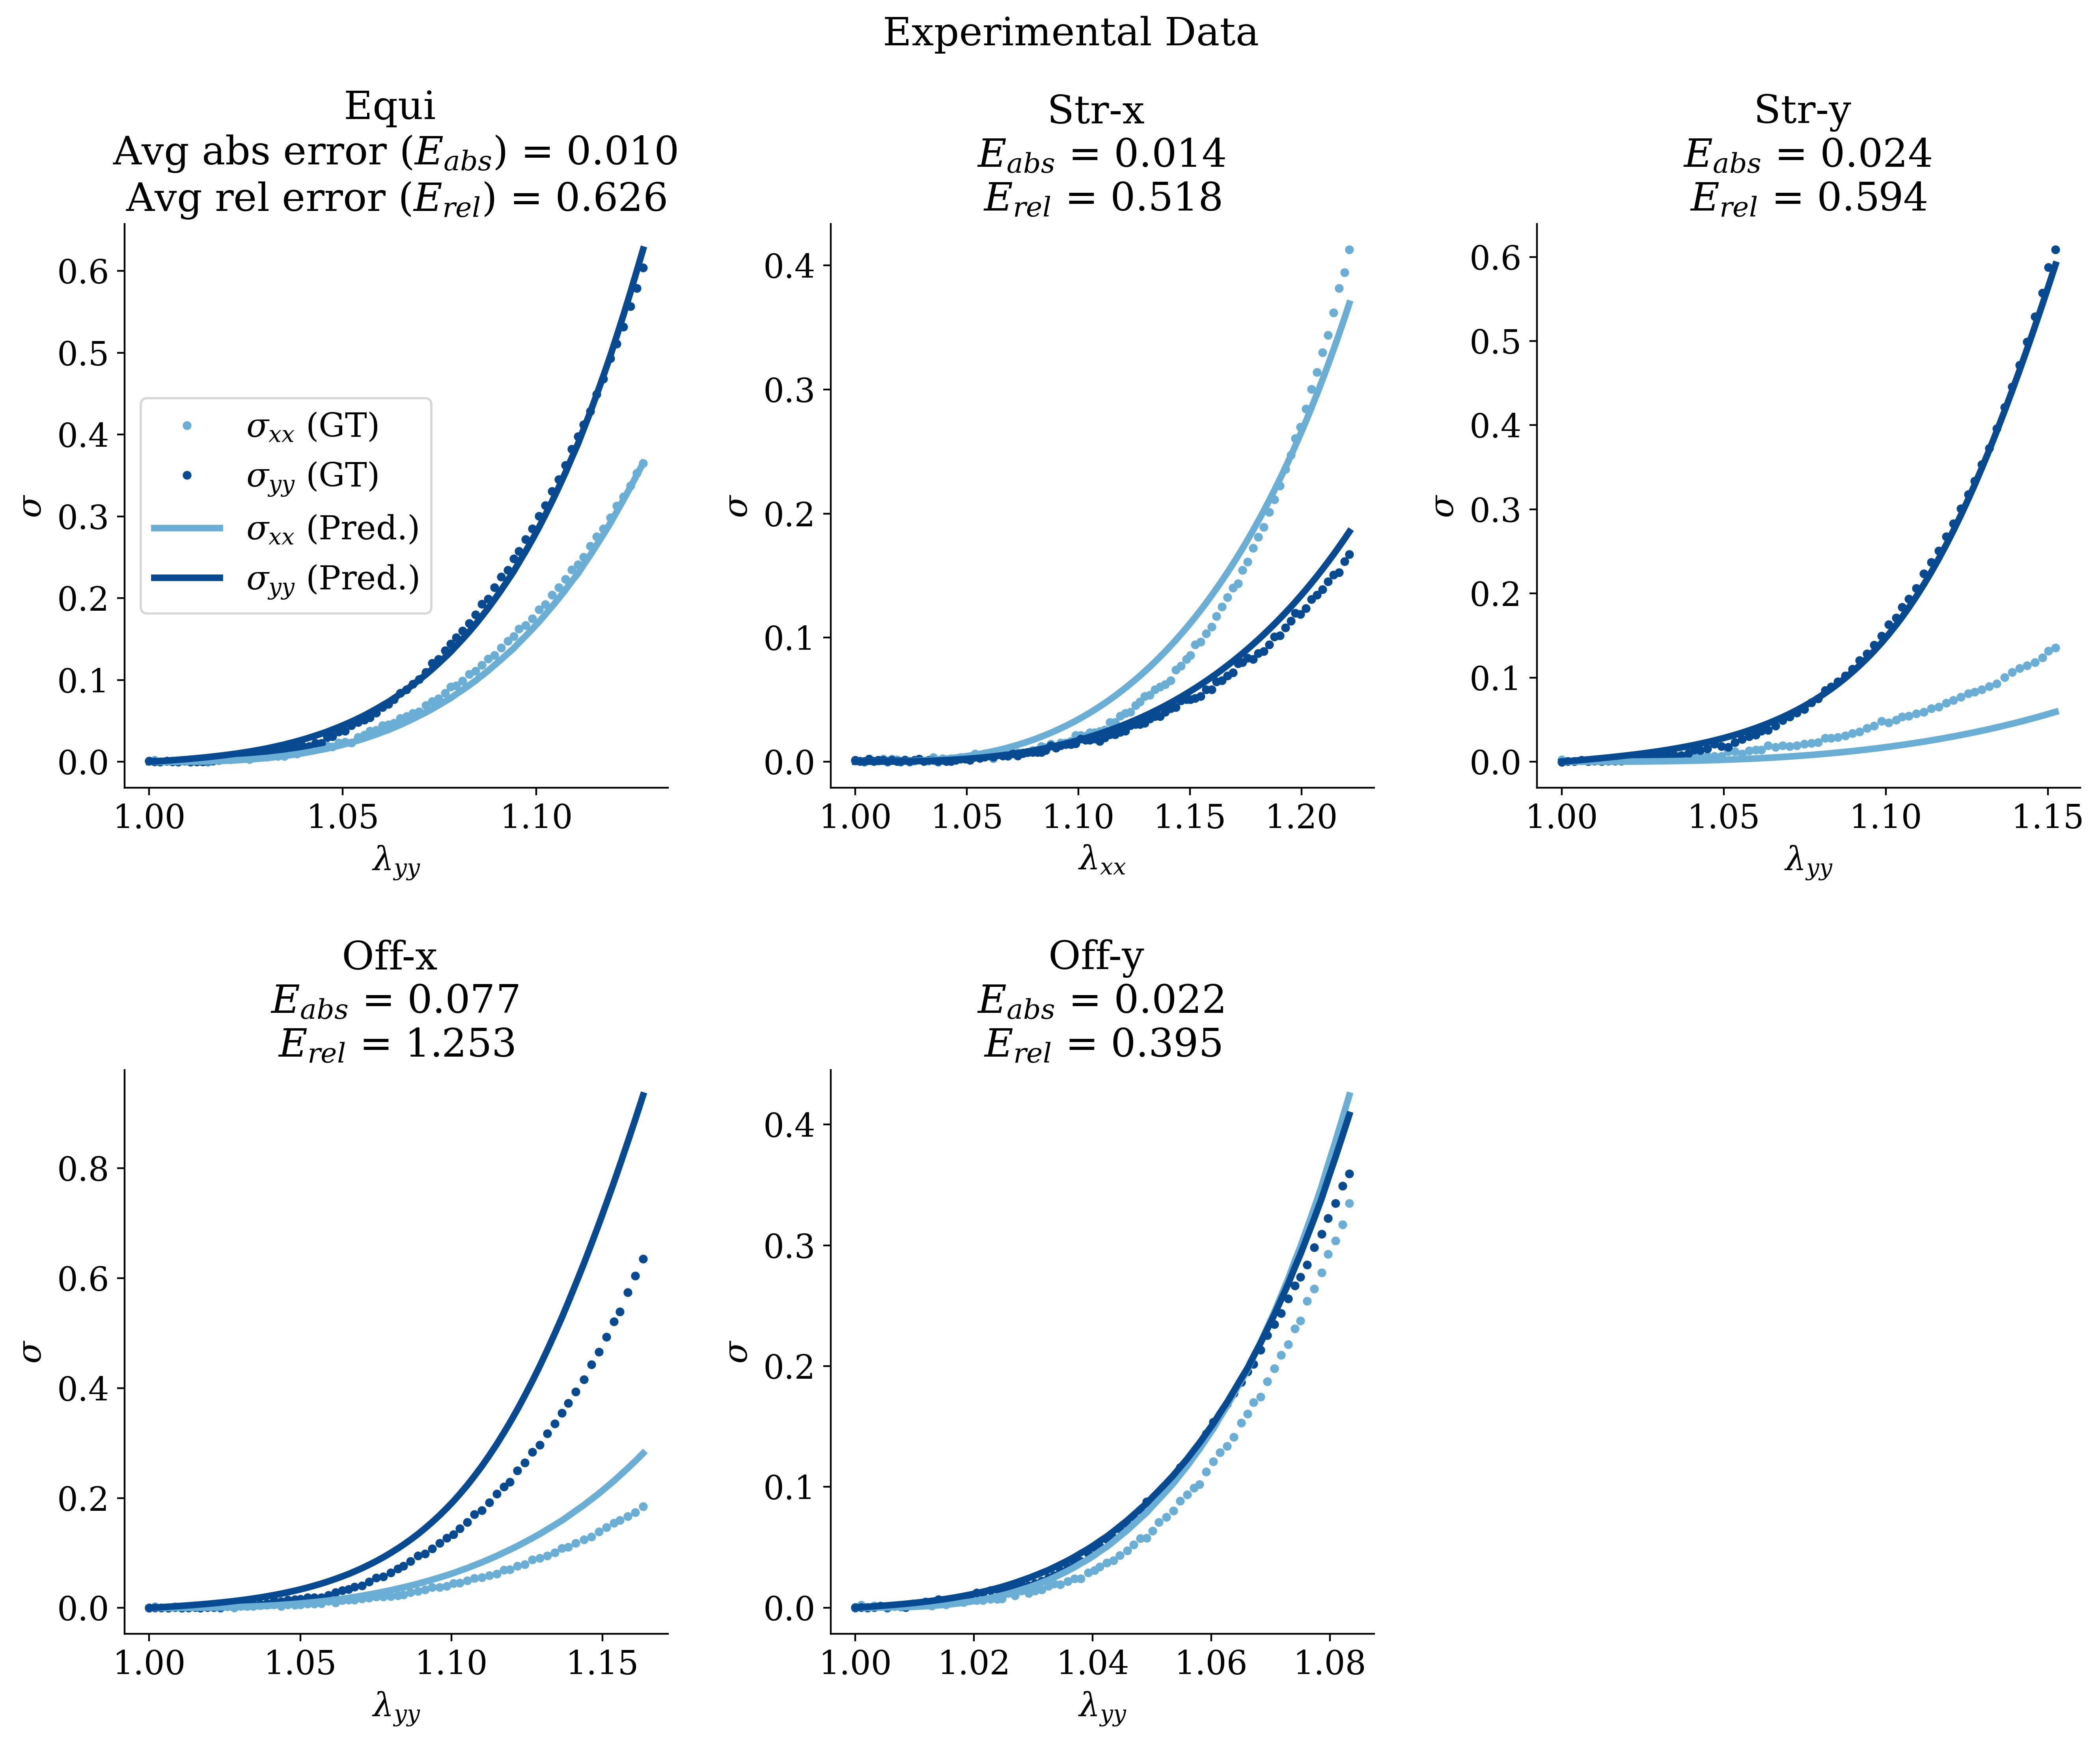 Experimental Data
Equi
Avg abs error (E_abs) = 0.010
Avg rel error (E_rel) = 0.626
0.6
0.5
0.4
0.3
0.2
0.1
0.0
σ
σ_xx (GT)
σ_yy (GT)
σ_xx (Pred.)
σ_yy (Pred.)
1.00 1.05 1.10
λ_yy
Str-x
E_abs = 0.014
E_rel = 0.518
0.4
0.3
0.2
0.1
0.0
σ
1.00 1.05 1.10 1.15 1.20
λ_xx
Str-y
E_abs = 0.024
E_rel = 0.594
0.6
0.5
0.4
0.3
0.2
0.1
0.0
σ
1.00 1.05 1.10 1.15
λ_yy
Off-x
E_abs = 0.077
E_rel = 1.253
0.8
0.6
0.4
0.2
0.0
σ
1.00 1.05 1.10 1.15
λ_yy
Off-y
E_abs = 0.022
E_rel = 0.395
0.4
0.3
0.2
0.1
0.0
σ
1.00 1.02 1.04 1.06 1.08
λ_yy